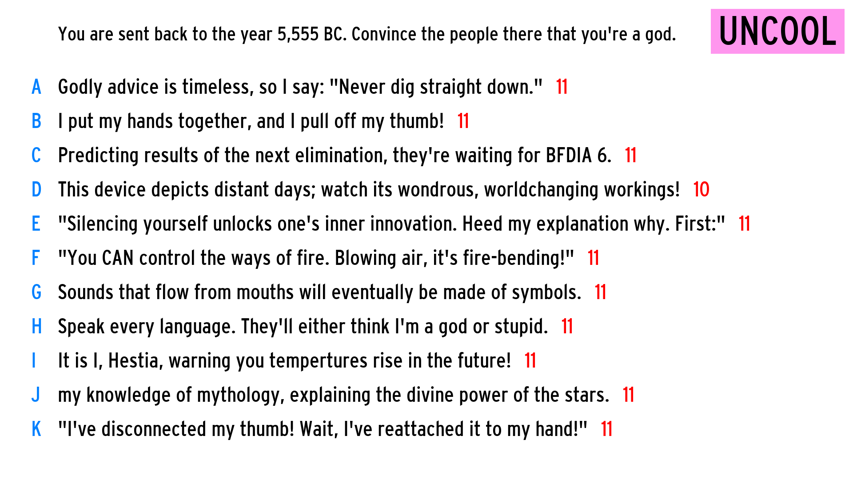 You are sent back to the year 5,555 BC. Convince the people there that you're a god.
UNCOOL
A Godly advice is timeless, so I say: "Never dig straight down." 11
B I put my hands together, and I pull off my thumb! 11
C Predicting results of the next elimination, they're waiting for BFDIA 6. 11
D This device depicts distant days; watch its wondrous, worldchanging workings! 10
E "Silencing yourself unlocks one's inner innovation. Heed my explanation why. First:" 11
F "You CAN control the ways of fire. Blowing air, it's fire-bending!" 11
G Sounds that flow from mouths will eventually be made of symbols. 11
H Speak every language. They'll either think I'm a god or stupid. 11
I It is I, Hestia, warning you tempertures rise in the future! 11
J my knowledge of mythology, explaining the divine power of the stars. 11
K "I've disconnected my thumb! Wait, I've reattached it to my hand!" 11